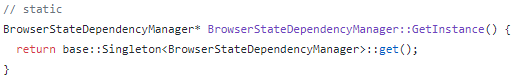 // static
BrowserStateDependencyManager* BrowserStateDependencyManager::GetInstance() {
  return base::Singleton<BrowserStateDependencyManager>::get();
}